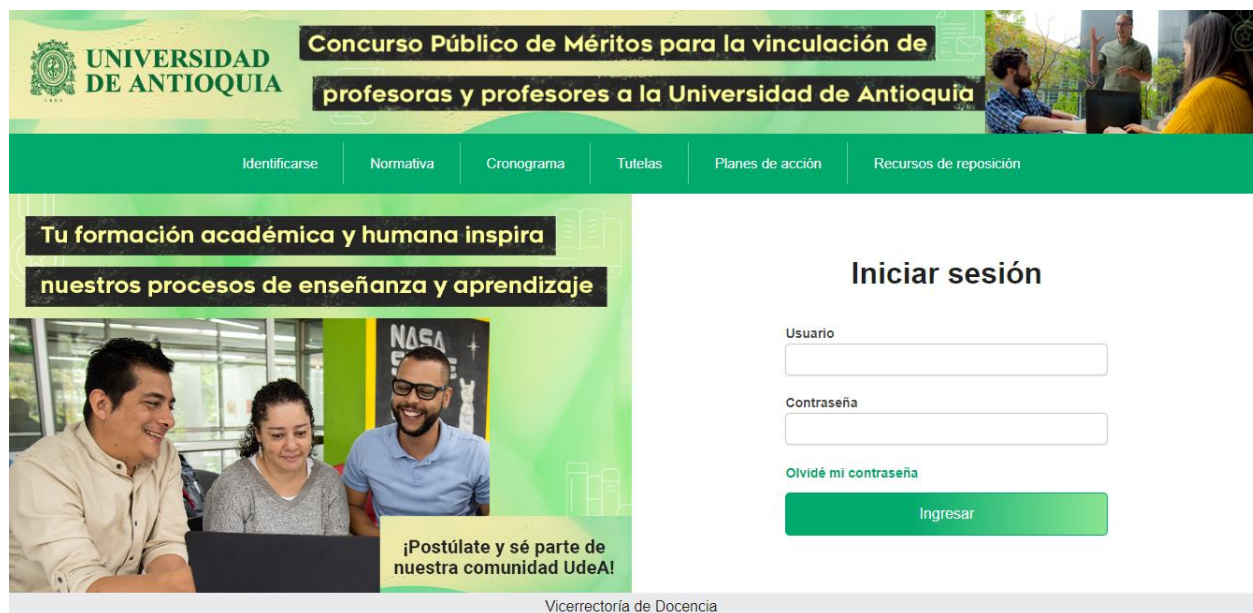 UNIVERSIDAD
DE ANTIOQUIA
1803
Concurso Público de Méritos para la vinculación de
profesoras y profesores a la Universidad de Antioquia
Identificarse
Normativa
Cronograma
Tutelas
Planes de acción
Recursos de reposición
Tu formación académica y humana inspira
nuestros procesos de enseñanza y aprendizaje
NASA
¡Postúlate y sé parte de
nuestra comunidad UdeA!
Iniciar sesión
Usuario
Contraseña
Olvidé mi contraseña
Ingresar
Vicerrectoría de Docencia